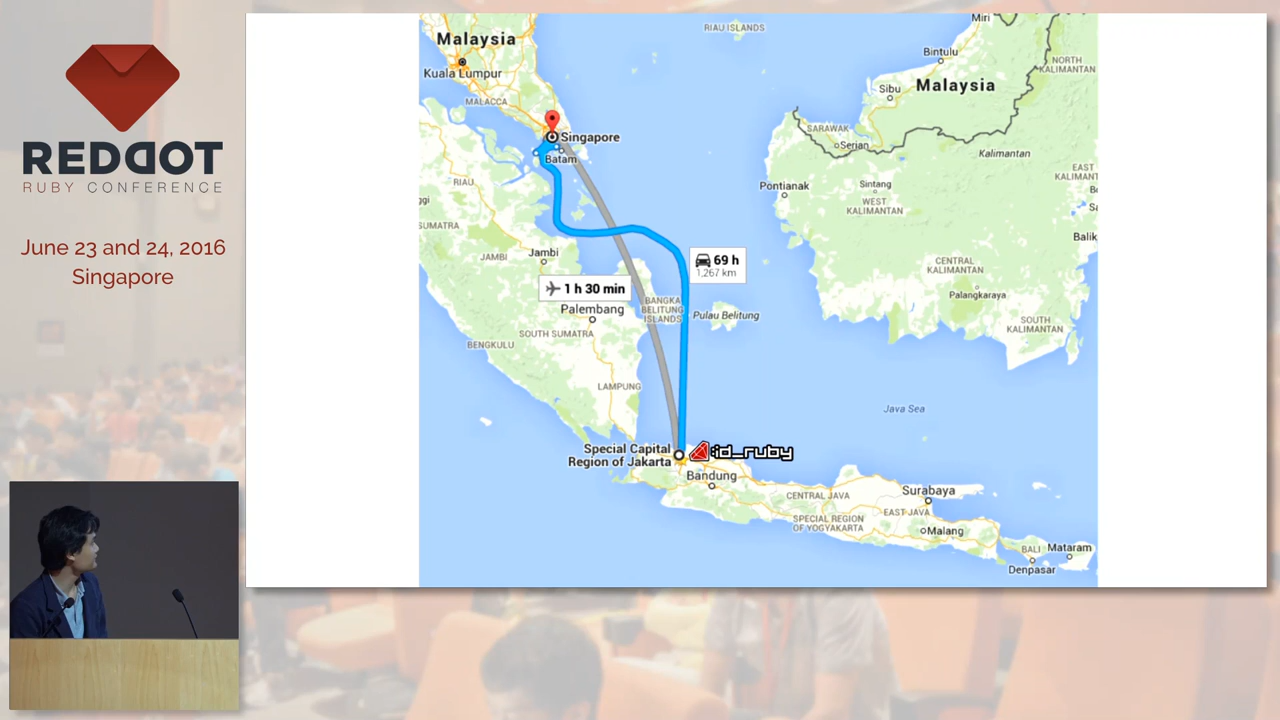 REDDOT
RUBY CONFERENCE
June 23 and 24, 2016
Singapore
Malaysia
Kuala Lumpur
MALACCA
RIAU ISLANDS
Miri
Bintulu
NORTH
KALIMANTAN
Sibu
Malaysia
SARAWAK
Serian
Kalimantan
Singapore
Batam
RIAU
Pontianak
Sintang
WEST
KALIMANTAN
EAST
KALIMANT
SUMATRA
JAMBI
Jambi
69 h
1,267 km
Balik
CENTRAL
KALIMANTAN
1 h 30 min
Palangkaraya
BANGKA
BELITUNG
ISLANDS
Pulau Belitung
Palembang
SOUTH SUMATRA
SOUTH
KALIMANTAN
BENGKULU
LAMPUNG
Java Sea
Special Capital
Region of Jakarta
:id_ruby
Bandung
CENTRAL JAVA
Surabaya
SPECIAL REGION
OF YOGYAKARTA
EAST JAVA
Malang
BALI
Mataram
Denpasar